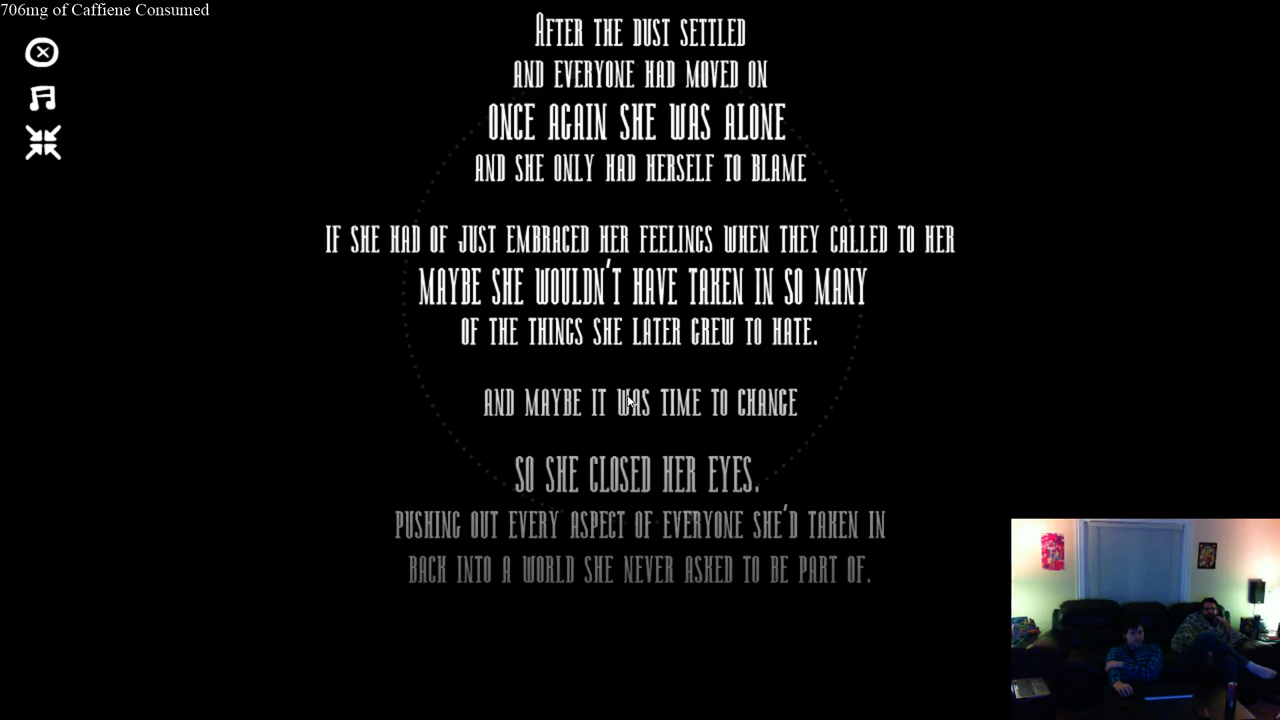 706mg of Caffiene Consumed
AFTER THE DUST SETTLED
AND EVERYONE HAD MOVED ON
ONCE AGAIN SHE WAS ALONE
AND SHE ONLY HAD HERSELF TO BLAME
IF SHE HAD OF JUST EMBRACED HER FEELINGS WHEN THEY CALLED TO HER
MAYBE SHE WOULDN'T HAVE TAKEN IN SO MANY
OF THE THINGS SHE LATER GREW TO HATE.
AND MAYBE IT WAS TIME TO CHANGE
SO SHE CLOSED HER EYES.
PUSHING OUT EVERY ASPECT OF EVERYONE SHE'D TAKEN IN
BACK INTO A WORLD SHE NEVER ASKED TO BE PART OF.